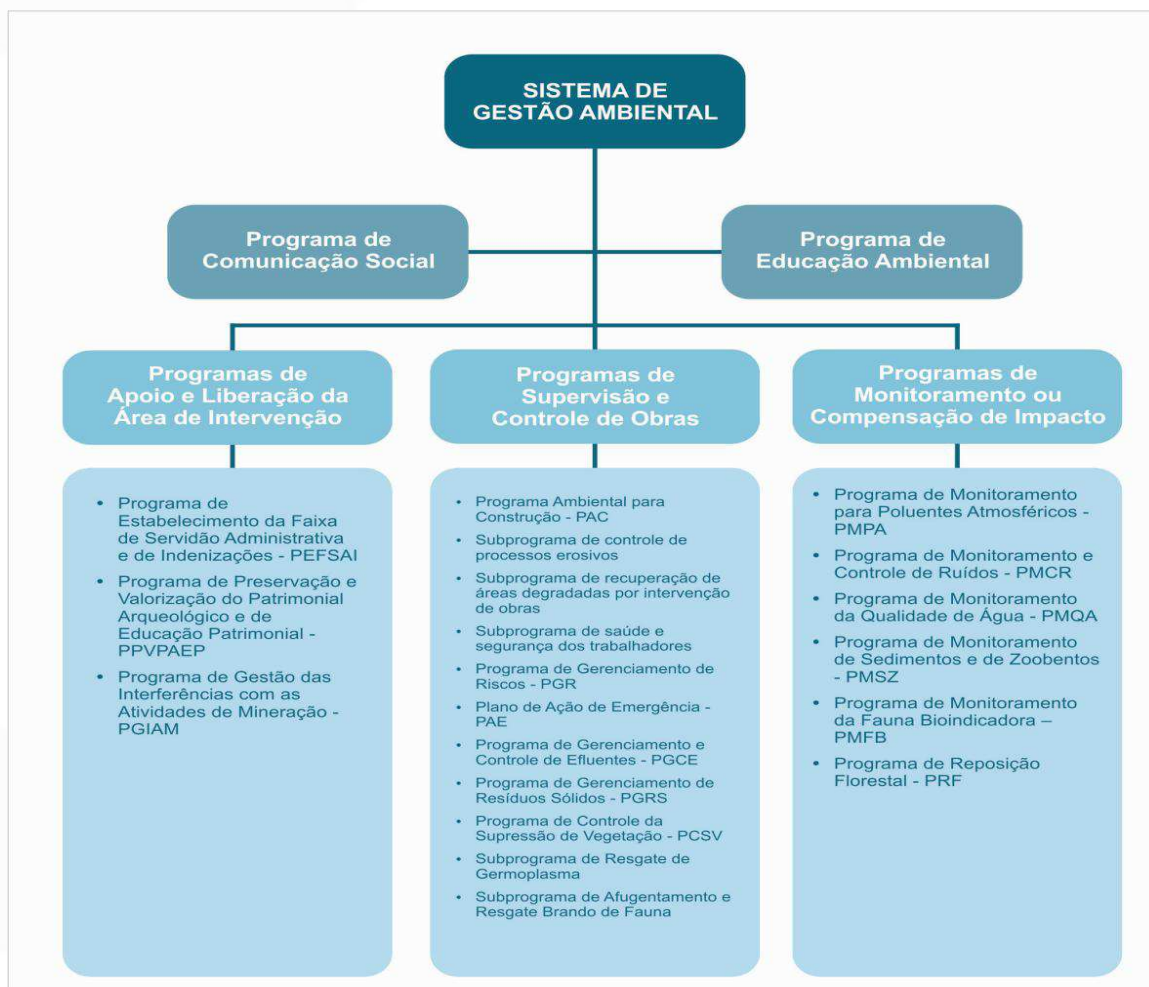 SISTEMA DE
GESTÃO AMBIENTAL
Programa de
Comunicação Social
Programa de
Educação Ambiental
Programas de
Apoio e Liberação da
Área de Intervenção
• Programa de
Estabelecimento da Faixa
de Servidão Administrativa
e de Indenizações - PEFSAI
• Programa de Preservação e
Valorização do Patrimonial
Arqueológico e de
Educação Patrimonial -
PPVPAEP
• Programa de Gestão das
Interferências com as
Atividades de Mineração -
PGIAM
Programas de
Supervisão e
Controle de Obras
• Programa Ambiental para
Construção - PAC
• Subprograma de controle de
processos erosivos
• Subprograma de recuperação de
áreas degradadas por intervenção
de obras
• Subprograma de saúde e
segurança dos trabalhadores
• Programa de Gerenciamento de
Riscos - PGR
• Plano de Ação de Emergência -
PAE
• Programa de Gerenciamento e
Controle de Efluentes - PGCE
• Programa de Gerenciamento de
Resíduos Sólidos - PGRS
• Programa de Controle da
Supressão de Vegetação - PCSV
• Subprograma de Resgate de
Germoplasma
• Subprograma de Afugentamento e
Resgate Brando de Fauna
Programas de
Monitoramento ou
Compensação de Impacto
• Programa de Monitoramento
para Poluentes Atmosféricos -
PMPA
• Programa de Monitoramento e
Controle de Ruídos - PMCR
• Programa de Monitoramento
da Qualidade de Água - PMQA
• Programa de Monitoramento
de Sedimentos e de Zoobentos
- PMSZ
• Programa de Monitoramento
da Fauna Bioindicadora –
PMFB
• Programa de Reposição
Florestal - PRF